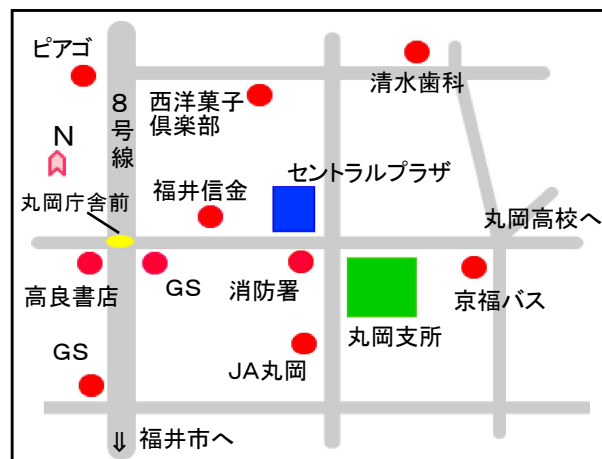 ピアゴ
8号線
西洋菓子
倶楽部
清水歯科
N
セントラルプラザ
福井信金
丸岡庁舎前
丸岡高校へ
高良書店
GS
消防署
京福バス
丸岡支所
GS
JA丸岡
⇓ 福井市へ